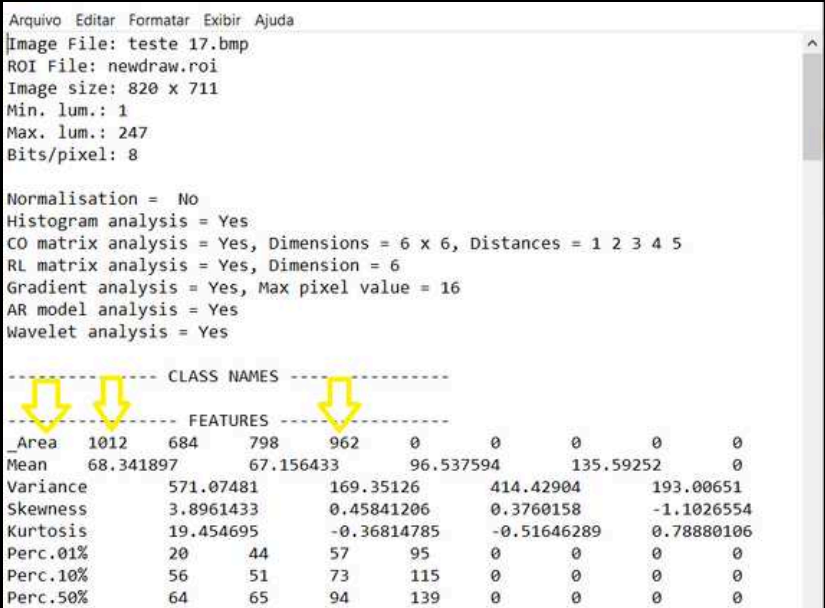 Arquivo Editar Formatar Exibir Ajuda
Image File: teste 17.bmp
ROI File: newdraw.roi
Image size: 820 x 711
Min. lum.: 1
Max. lum.: 247
Bits/pixel: 8
Normalisation = No
Histogram analysis = Yes
CO matrix analysis = Yes, Dimensions = 6 x 6, Distances = 1 2 3 4 5
RL matrix analysis = Yes, Dimension = 6
Gradient analysis = Yes, Max pixel value = 16
AR model analysis = Yes
Wavelet analysis = Yes
---------------- CLASS NAMES -----------------
------------------ FEATURES ------------------
_Area 1012 684 798 962 0 0 0 0 0
Mean 68.341897 67.156433 96.537594 135.59252 0
Variance 571.07481 169.35126 414.42904 193.00651
Skewness 3.8961433 0.45841206 0.3760158 -1.1026554
Kurtosis 19.454695 -0.36814785 -0.51646289 0.78880106
Perc.01% 20 44 57 95 0 0 0 0
Perc.10% 56 51 73 115 0 0 0 0
Perc.50% 64 65 94 139 0 0 0 0